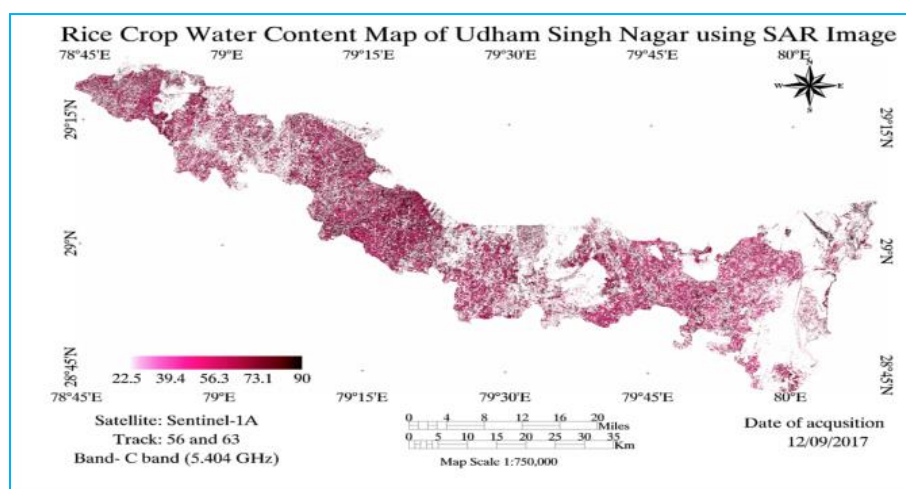 Rice Crop Water Content Map of Udham Singh Nagar using SAR Image
78°45'E 79°E 79°15'E 79°30'E 79°45'E 80°E
N
W E
S
29°15'N 29°15'N
29°N 29°N
28°45'N 28°45'N
22.5 39.4 56.3 73.1 90
78°45'E 79°E 79°15'E 79°30'E 79°45'E 80°E
Satellite: Sentinel-1A
Track: 56 and 63
Band- C band (5.404 GHz)
0 4 8 12 16 20
Miles
0 5 10 15 20 25 30 35
Km
Map Scale 1:750,000
Date of acqusition
12/09/2017